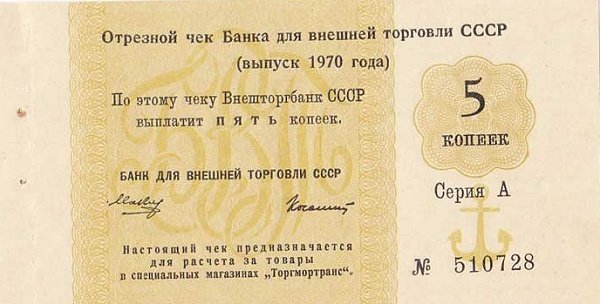 Отрезной чек Банка для внешней торговли СССР
(выпуск 1970 года)
По этому чеку Внешторгбанк СССР
выплатит пять копеек.
5
КОПЕЕК
БАНК ДЛЯ ВНЕШНЕЙ ТОРГОВЛИ СССР
Серия А
Настоящий чек предназначается
для расчета за товары
в специальных магазинах „Торгмортранс“.
№ 510728